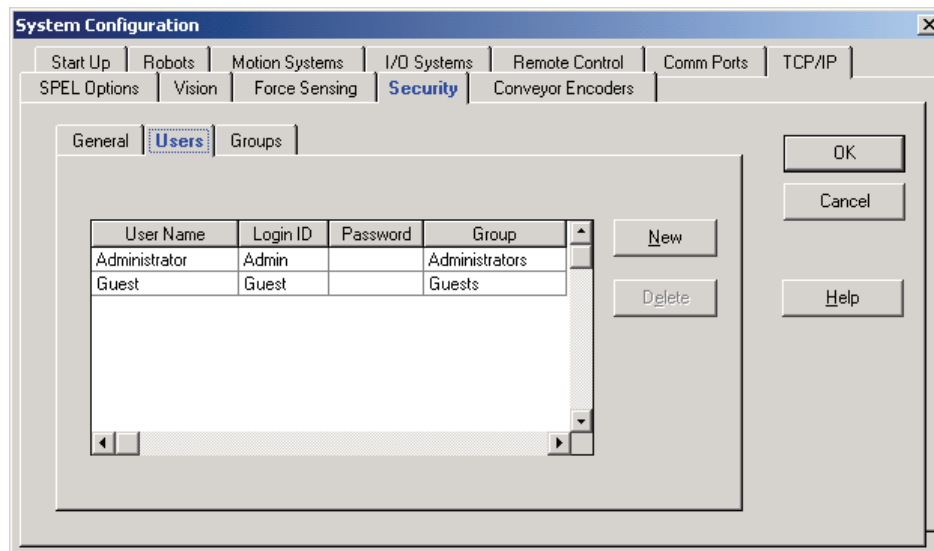 System Configuration
Start Up Robots Motion Systems I/O Systems Remote Control Comm Ports TCP/IP
SPEL Options Vision Force Sensing Security Conveyor Encoders
General Users Groups
OK
Cancel
User Name Login ID Password Group
New
Administrator Admin Administrators
Guest Guest Guests
Delete
Help